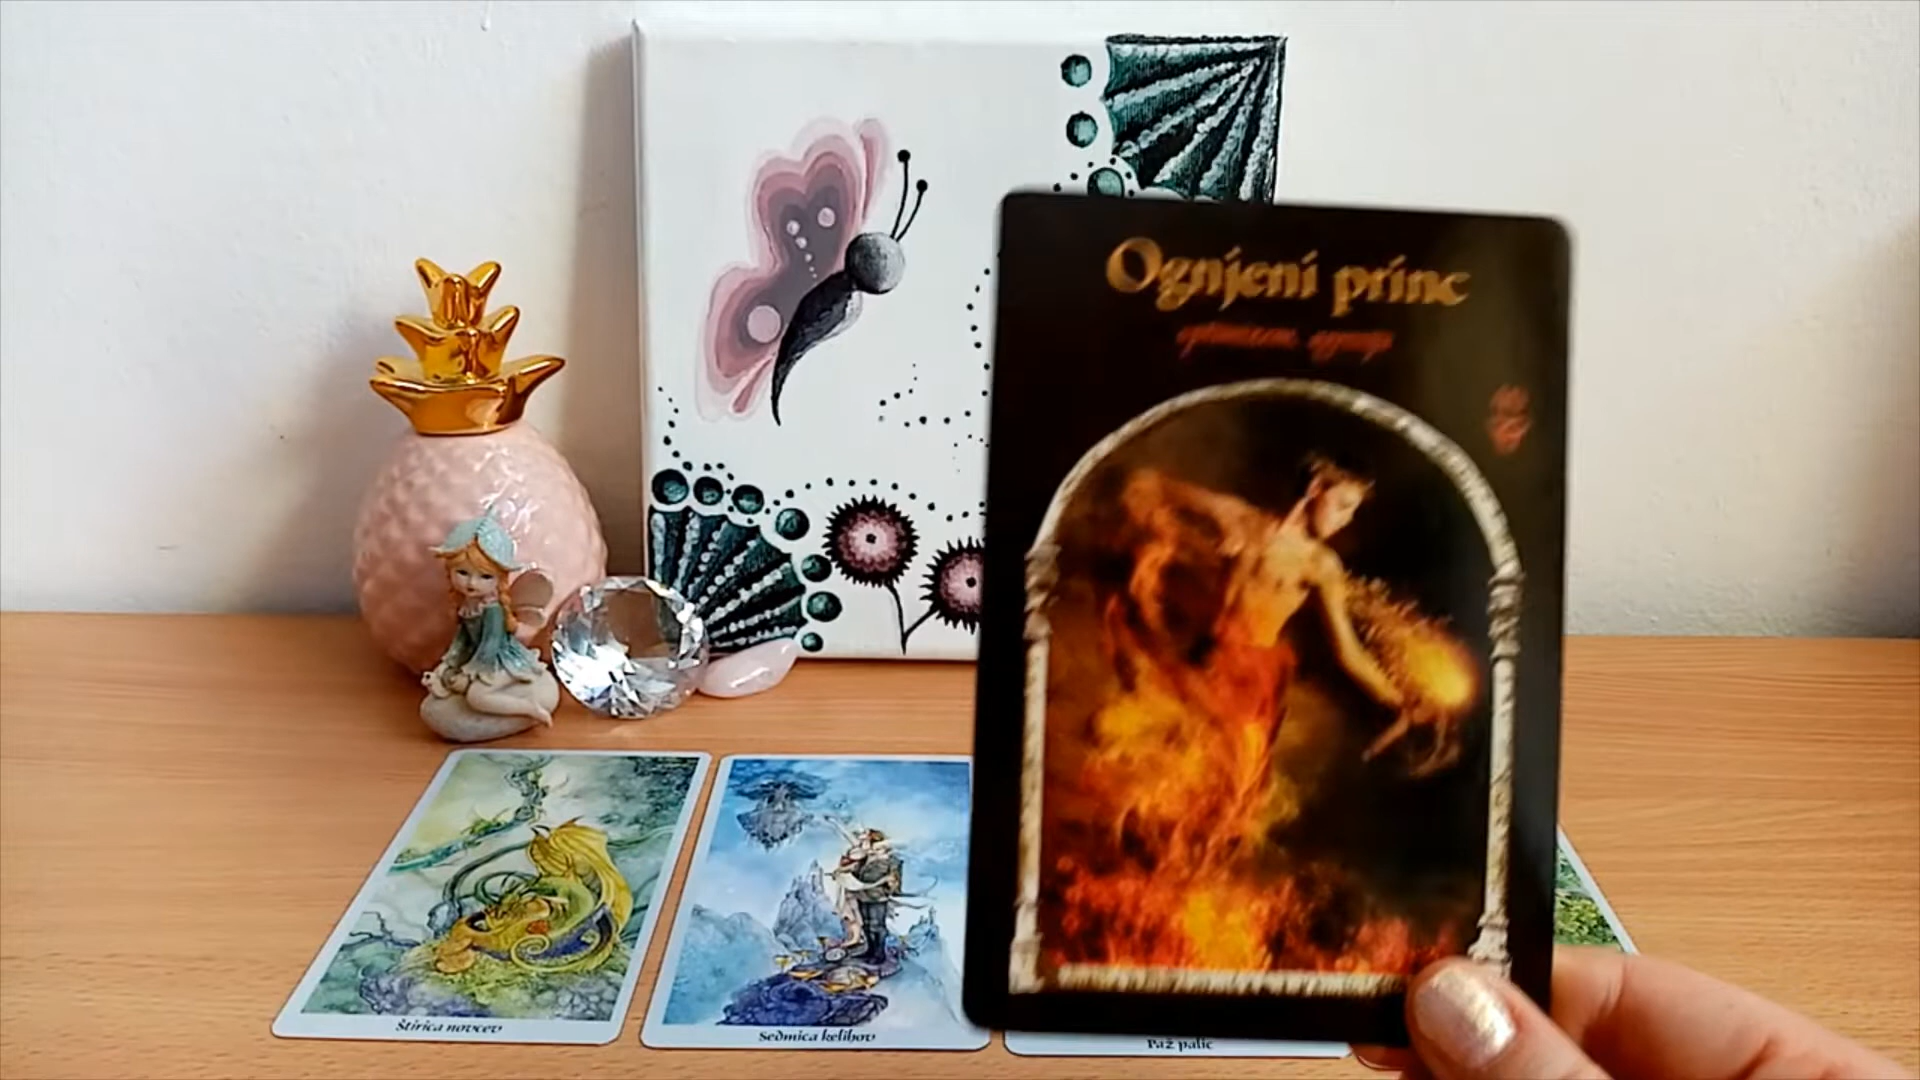 Ognjeni princ
Štirica novcev
Sedmica kelihov
Paž palic